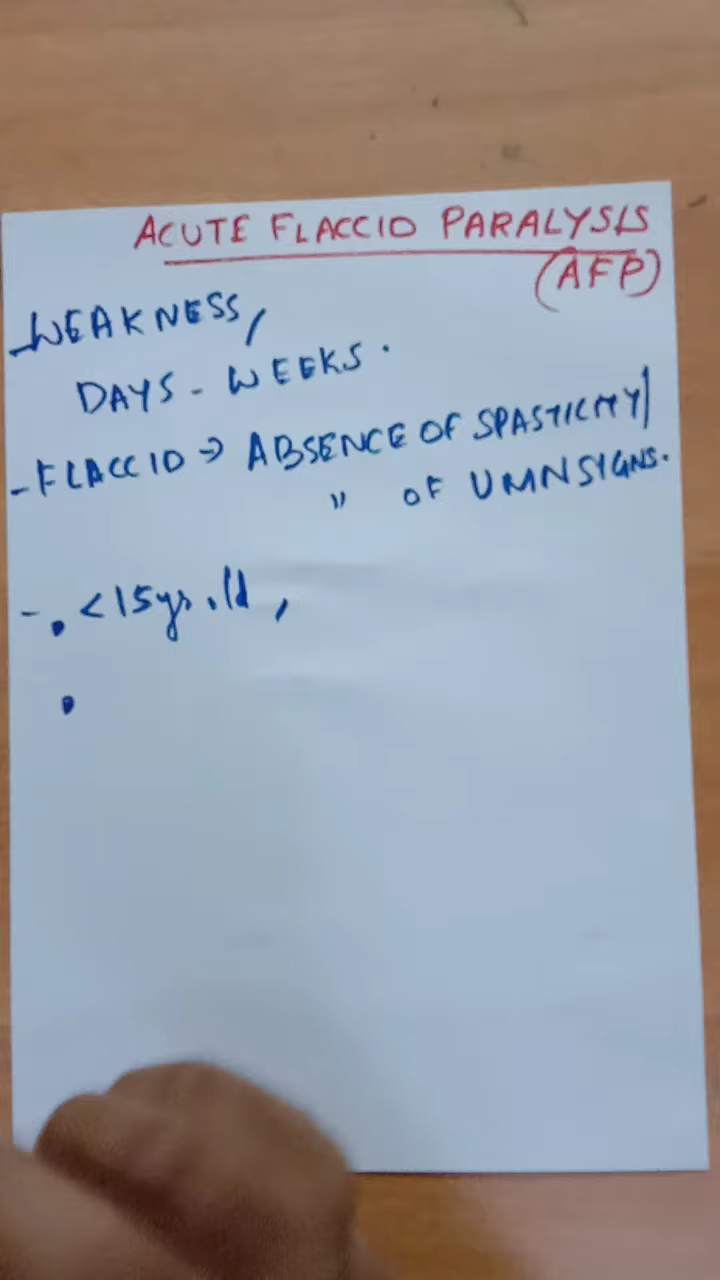 ACUTE FLACCID PARALYSIS
(AFP)
- WEAKNESS,
DAYS - WEEKS.
- FLACCID → ABSENCE OF SPASTICITY/
" OF UMN SIGNS.
- • <15yr old,
•